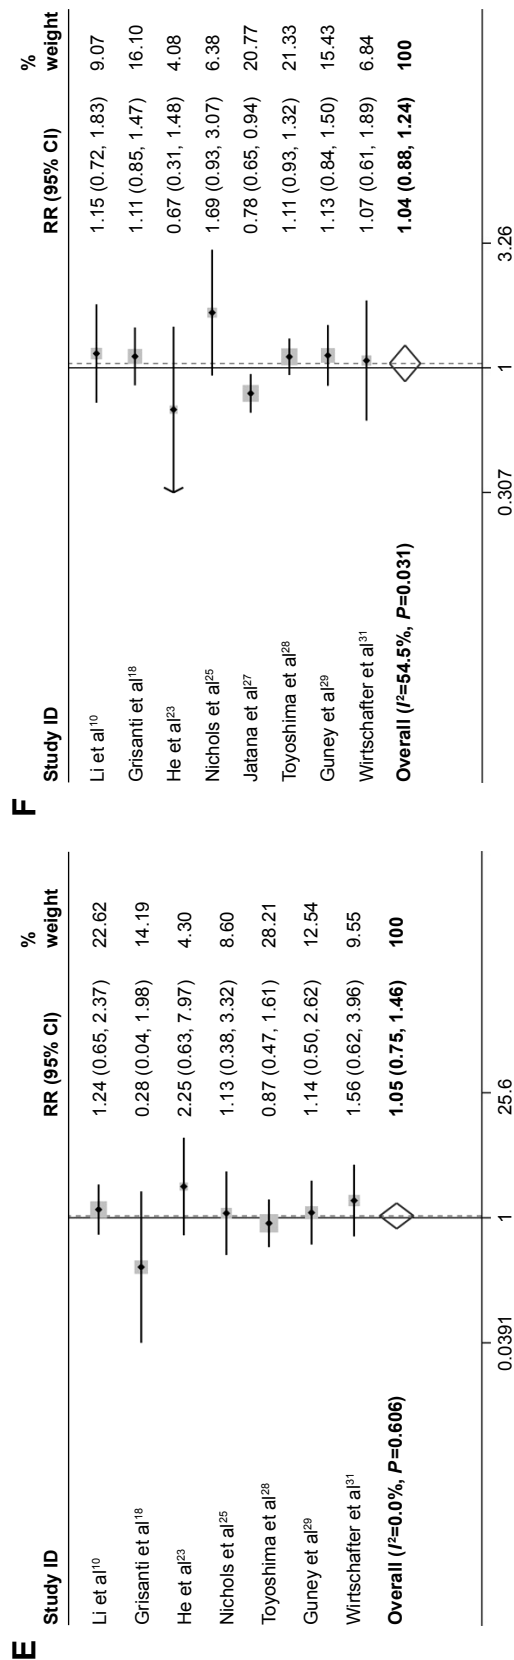 E
Study ID RR (95% CI) % weight
Li et al10 1.24 (0.65, 2.37) 22.62
Grisanti et al18 0.28 (0.04, 1.98) 14.19
He et al23 2.25 (0.63, 7.97) 4.30
Nichols et al25 1.13 (0.38, 3.32) 8.60
Toyoshima et al28 0.87 (0.47, 1.61) 28.21
Guney et al29 1.14 (0.50, 2.62) 12.54
Wirtschafter et al31 1.56 (0.62, 3.96) 9.55
Overall (I2=0.0%, P=0.606) 1.05 (0.75, 1.46) 100
0.0391 1 25.6
F
Study ID RR (95% CI) % weight
Li et al10 1.15 (0.72, 1.83) 9.07
Grisanti et al18 1.11 (0.85, 1.47) 16.10
He et al23 0.67 (0.31, 1.48) 4.08
Nichols et al25 1.69 (0.93, 3.07) 6.38
Jatana et al27 0.78 (0.65, 0.94) 20.77
Toyoshima et al28 1.11 (0.93, 1.32) 21.33
Guney et al29 1.13 (0.84, 1.50) 15.43
Wirtschafter et al31 1.07 (0.61, 1.89) 6.84
Overall (I2=54.5%, P=0.031) 1.04 (0.88, 1.24) 100
0.307 1 3.26